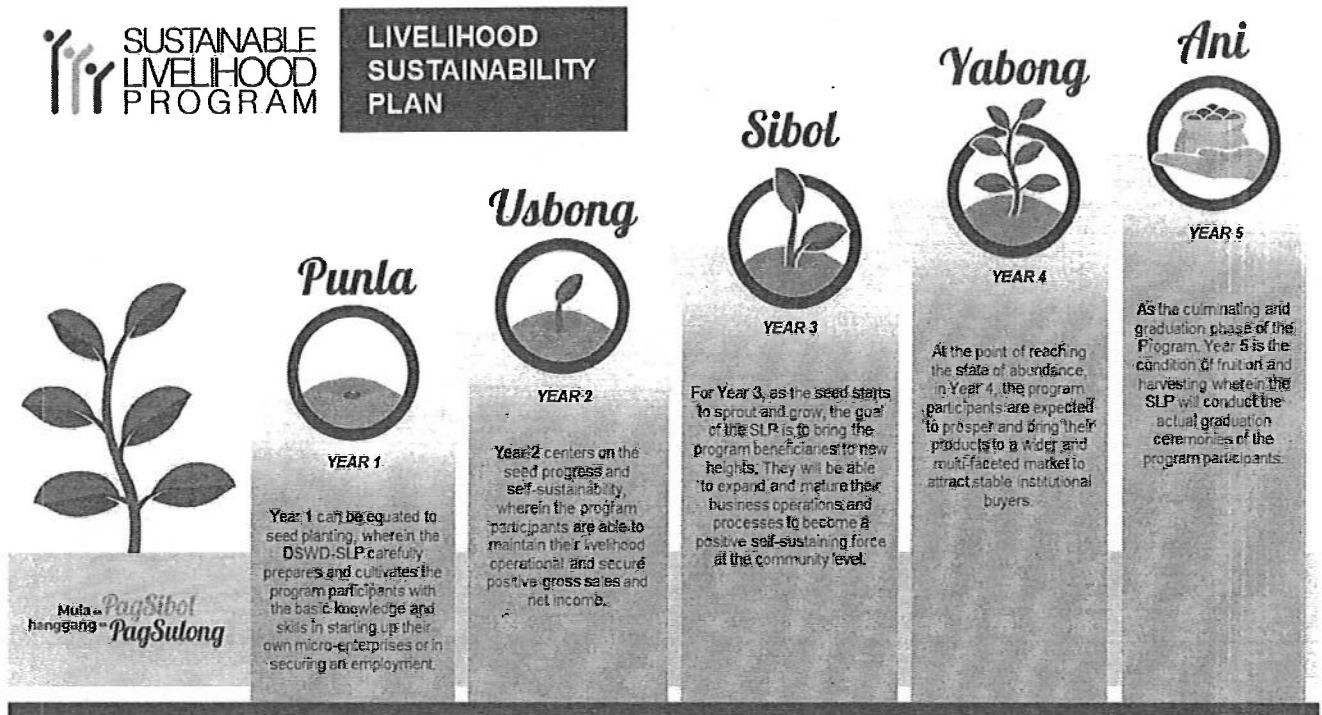 SUSTAINABLE
LIVELIHOOD
PROGRAM
LIVELIHOOD
SUSTAINABILITY
PLAN
Punla
YEAR 1
Year 1 can be equated to
seed planting, wherein the
DSWD-SLP carefully
prepares and cultivates the
program participants with
the basic knowledge and
skills in starting up their
own micro-enterprises or in
securing an employment.
Usbong
YEAR 2
Year 2 centers on the
seed progress and
self-sustainability,
wherein the program
participants are able to
maintain their livelihood
operational and secure
positive gross sales and
net income.
Sibol
YEAR 3
For Year 3, as the seed starts
to sprout and grow, the goal
of the SLP is to bring the
program beneficiaries to new
heights. They will be able
to expand and mature their
business operations and
processes to become a
positive self-sustaining force
at the community level.
Yabong
YEAR 4
At the point of reaching
the state of abundance,
in Year 4, the program
participants are expected
to prosper and bring their
products to a wider and
multi-faceted market to
attract stable institutional
buyers.
Ani
YEAR 5
As the culminating and
graduation phase of the
Program. Year 5 is the
condition of fruition and
harvesting wherein the
SLP will conduct the
actual graduation
ceremonies of the
program participants.
Mula sa PagSibol
hanggang sa PagSulong